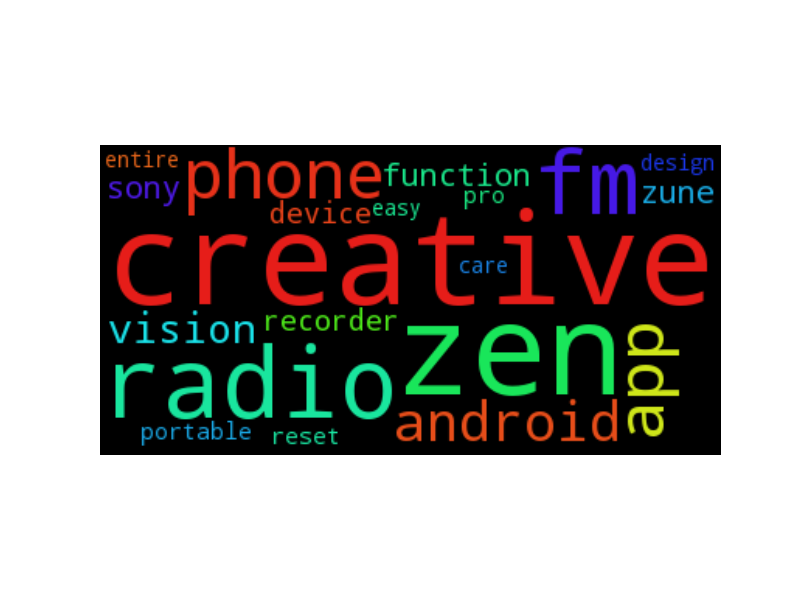 entire
phone
fm
design
sony
function
zune
pro
device
easy
creative
care
vision
recorder
zen
app
radio
android
portable
reset